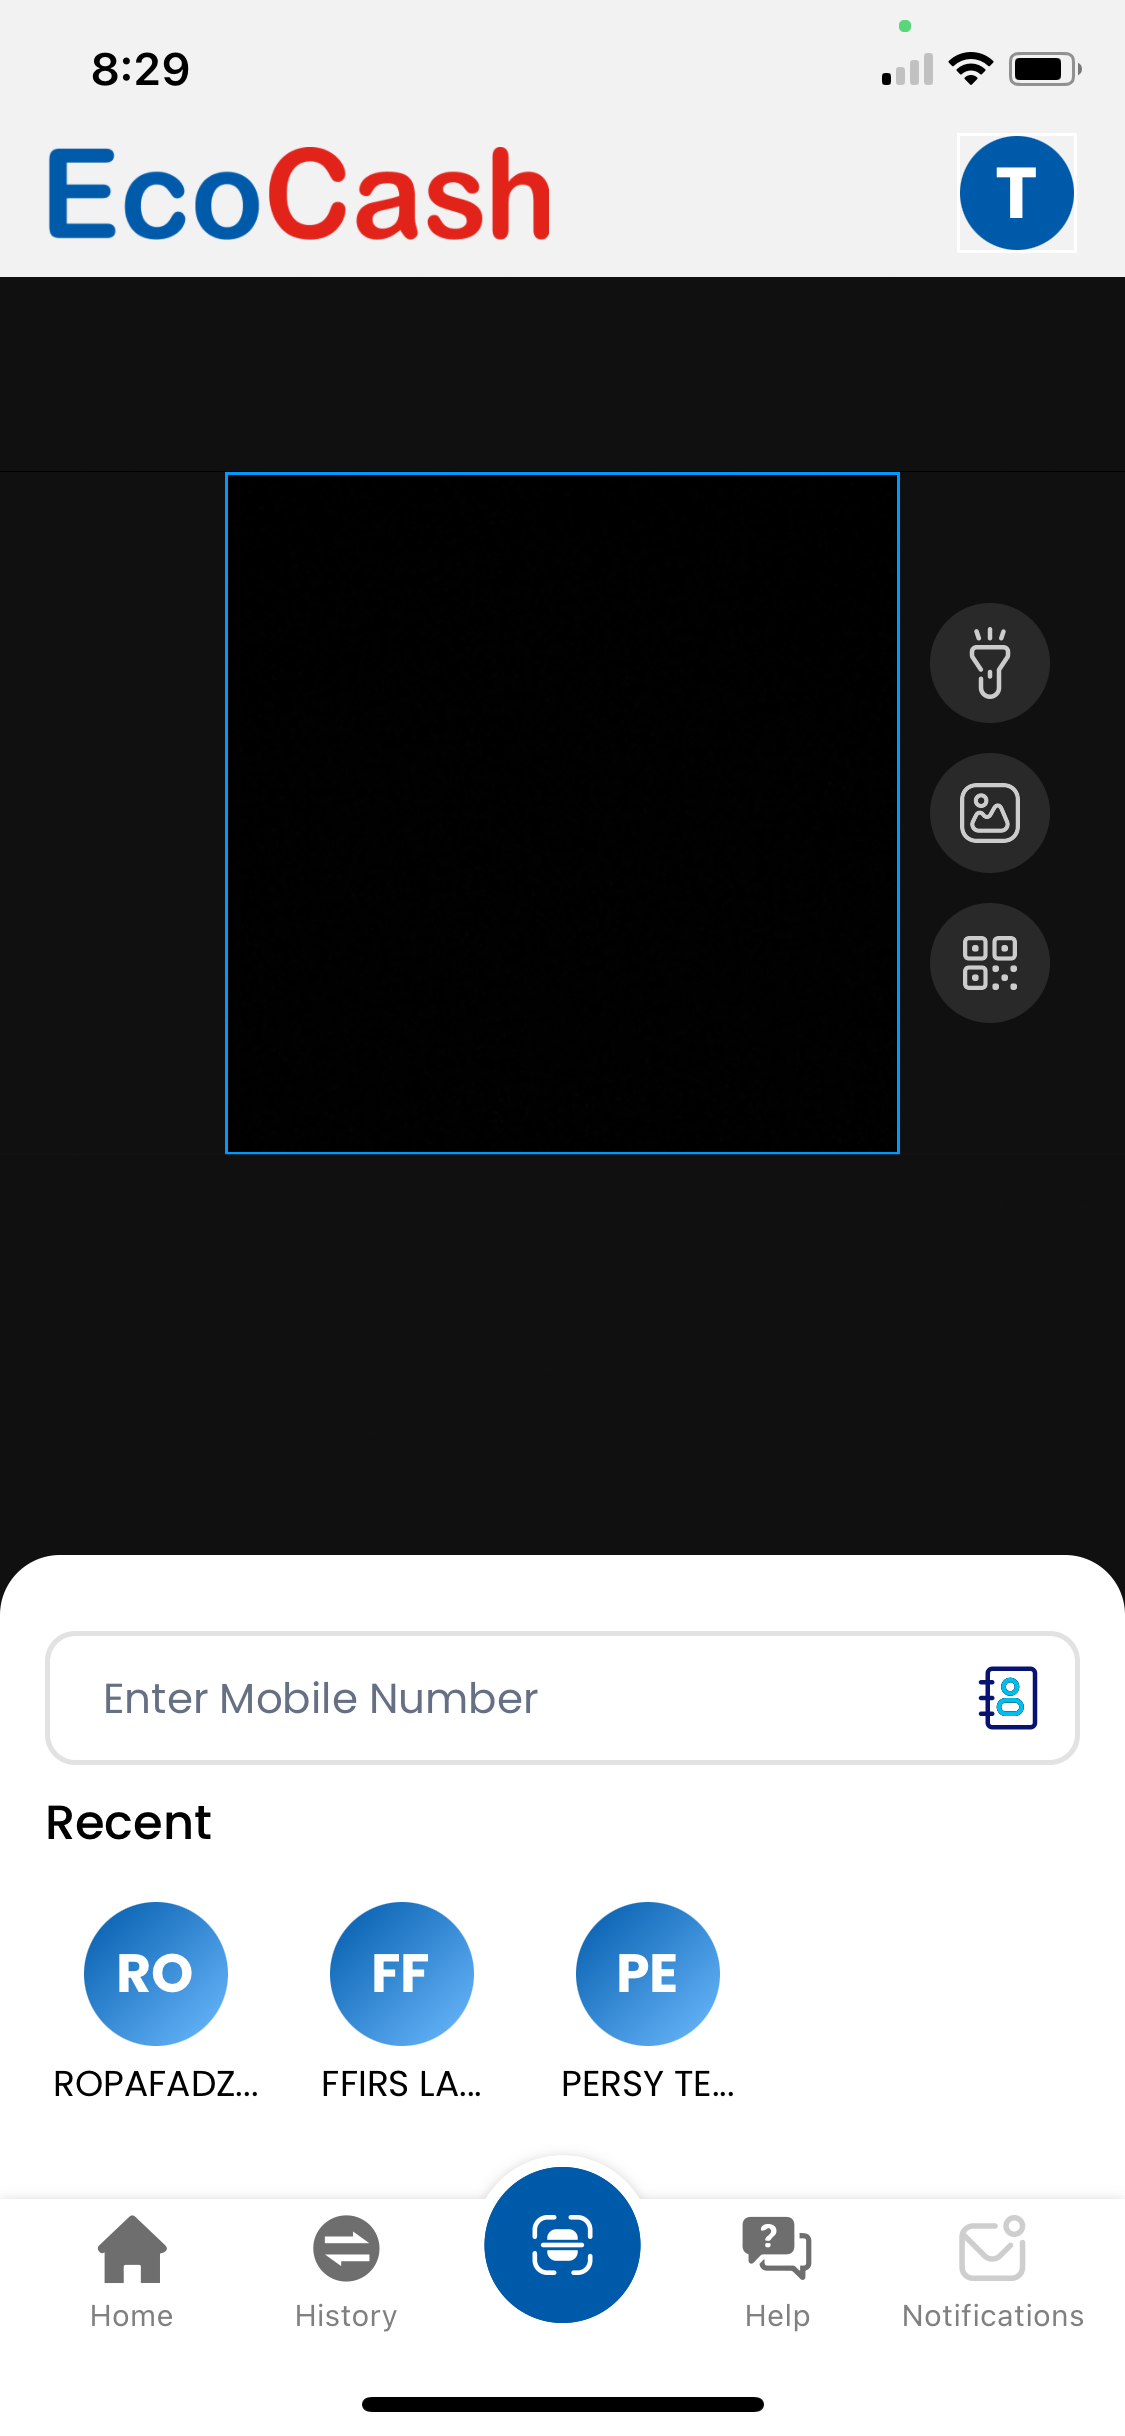 8:29
EcoCash
T
Enter Mobile Number
Recent
RO
FF
PE
ROPAFADZ...
FFIRS LA...
PERSY TE...
Home
History
Help
Notifications